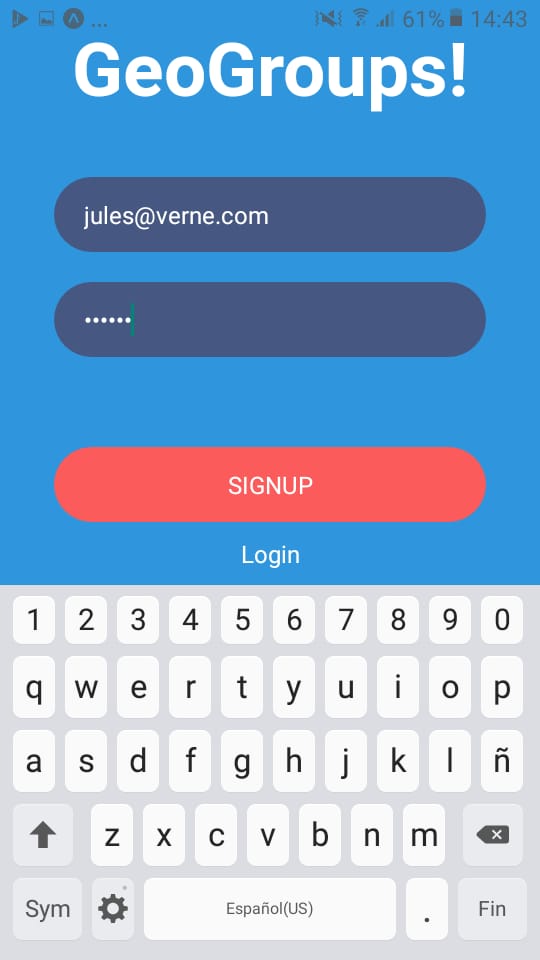 ... 61% 14:43
GeoGroups!
jules@verne.com
••••••
SIGNUP
Login
1 2 3 4 5 6 7 8 9 0
q w e r t y u i o p
a s d f g h j k l ñ
z x c v b n m
Sym Español(US) . Fin